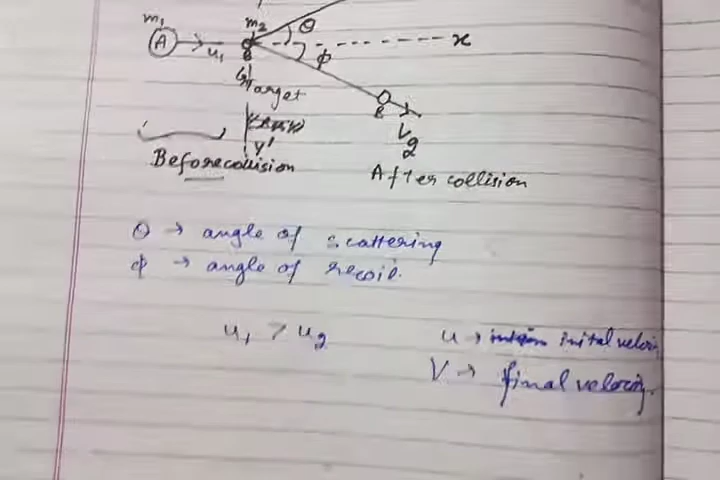 m₁ m₂ θ
A u₁ B ϕ x
Target B
V₂
Y'
Before collision After collision
θ → angle of scattering
ϕ → angle of recoil.
u₁ > u₂ u → inital veloci
V → final velocity.